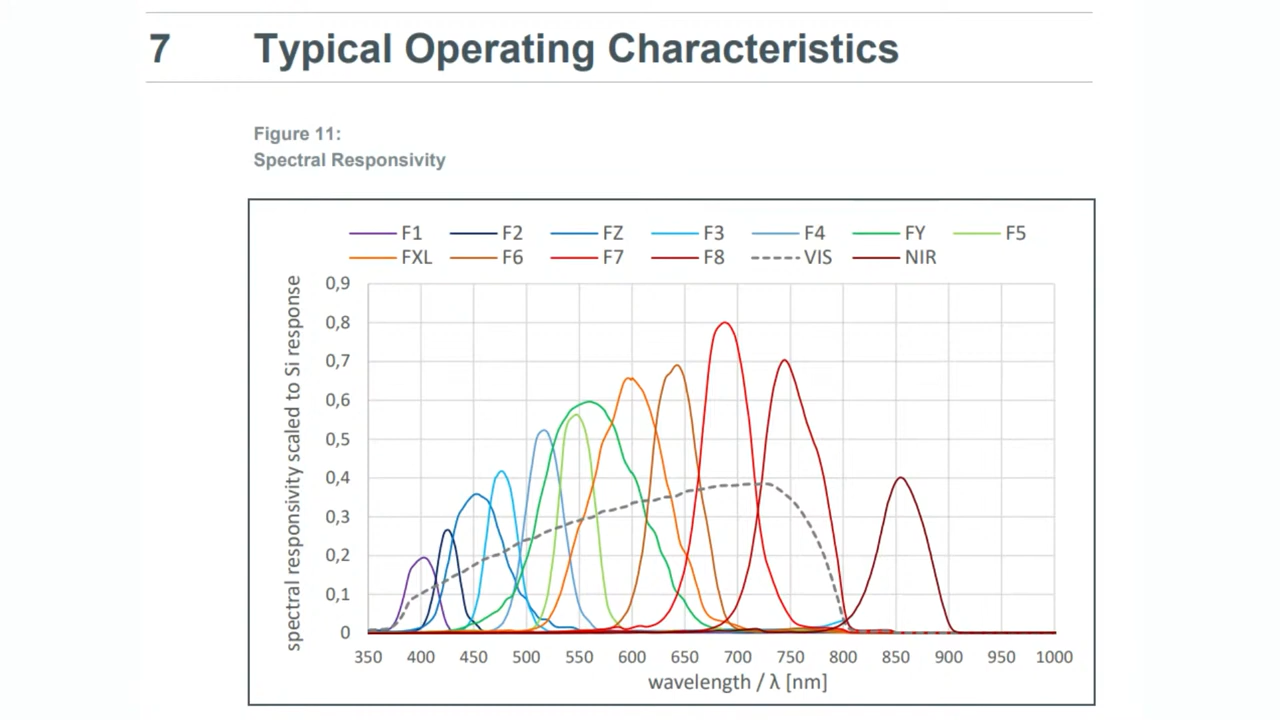 7 Typical Operating Characteristics
Figure 11:
Spectral Responsivity
F1 F2 FZ F3 F4 FY F5
FXL F6 F7 F8 VIS NIR
spectral responsivity scaled to Si response
0,9
0,8
0,7
0,6
0,5
0,4
0,3
0,2
0,1
0
350 400 450 500 550 600 650 700 750 800 850 900 950 1000
wavelength / λ [nm]